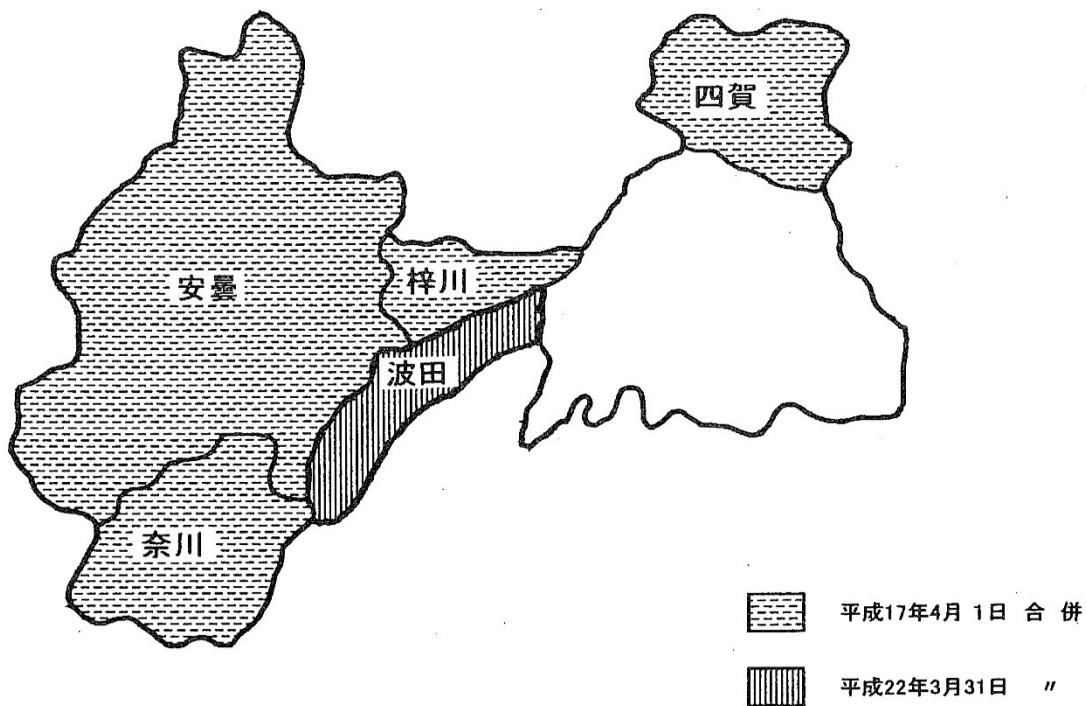 四賀
安曇
梓川
波田
奈川
平成17年4月 1日 合 併
平成22年3月31日 〃